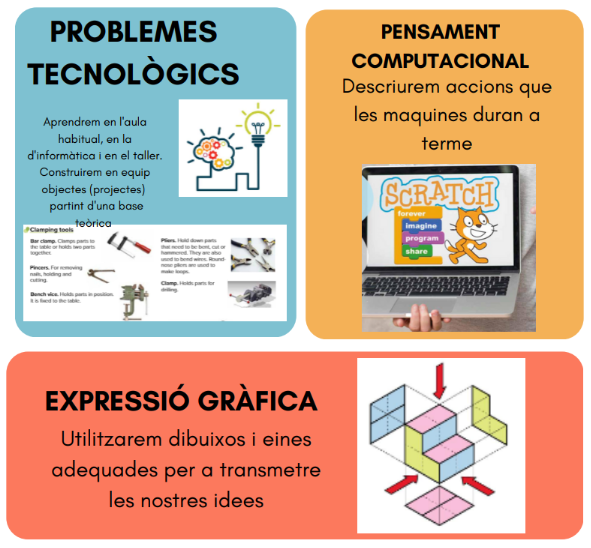 PROBLEMES
TECNOLÒGICS
Aprendrem en l'aula
habitual, en la
d'informàtica i en el taller.
Construirem en equip
objectes (projectes)
partint d'una base
teòrica
Clamping tools
Bar clamp. Clamps parts to
the table or holds two parts
together.
Pincers. For removing
nails, holding and
cutting.
Bench vice. Holds parts in position.
It is fixed to the table.
Pliers. Hold down parts
that need to be bent, cut or
hammered. They are also
used to bend wires. Round-
nose pliers are used to
make loops.
Clamp. Holds parts for
drilling.
PENSAMENT
COMPUTACIONAL
Descriurem accions que
les maquines duran a
terme
SCRATCH
forever
imagine
program
share
EXPRESSIÓ GRÀFICA
Utilitzarem dibuixos i eines
adequades per a transmetre
les nostres idees